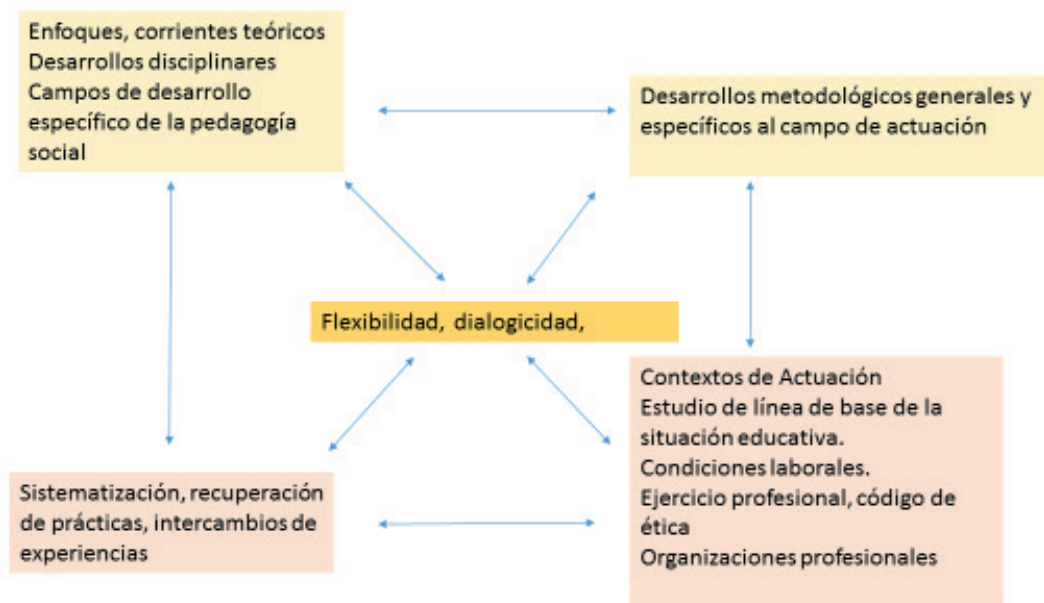 Enfoques, corrientes teóricos
Desarrollos disciplinares
Campos de desarrollo
específico de la pedagogía
social
Desarrollos metodológicos generales y
específicos al campo de actuación
Flexibilidad, dialogicidad,
Sistematización, recuperación
de prácticas, intercambios de
experiencias
Contextos de Actuación
Estudio de línea de base de la
situación educativa.
Condiciones laborales.
Ejercicio profesional, código de
ética
Organizaciones profesionales